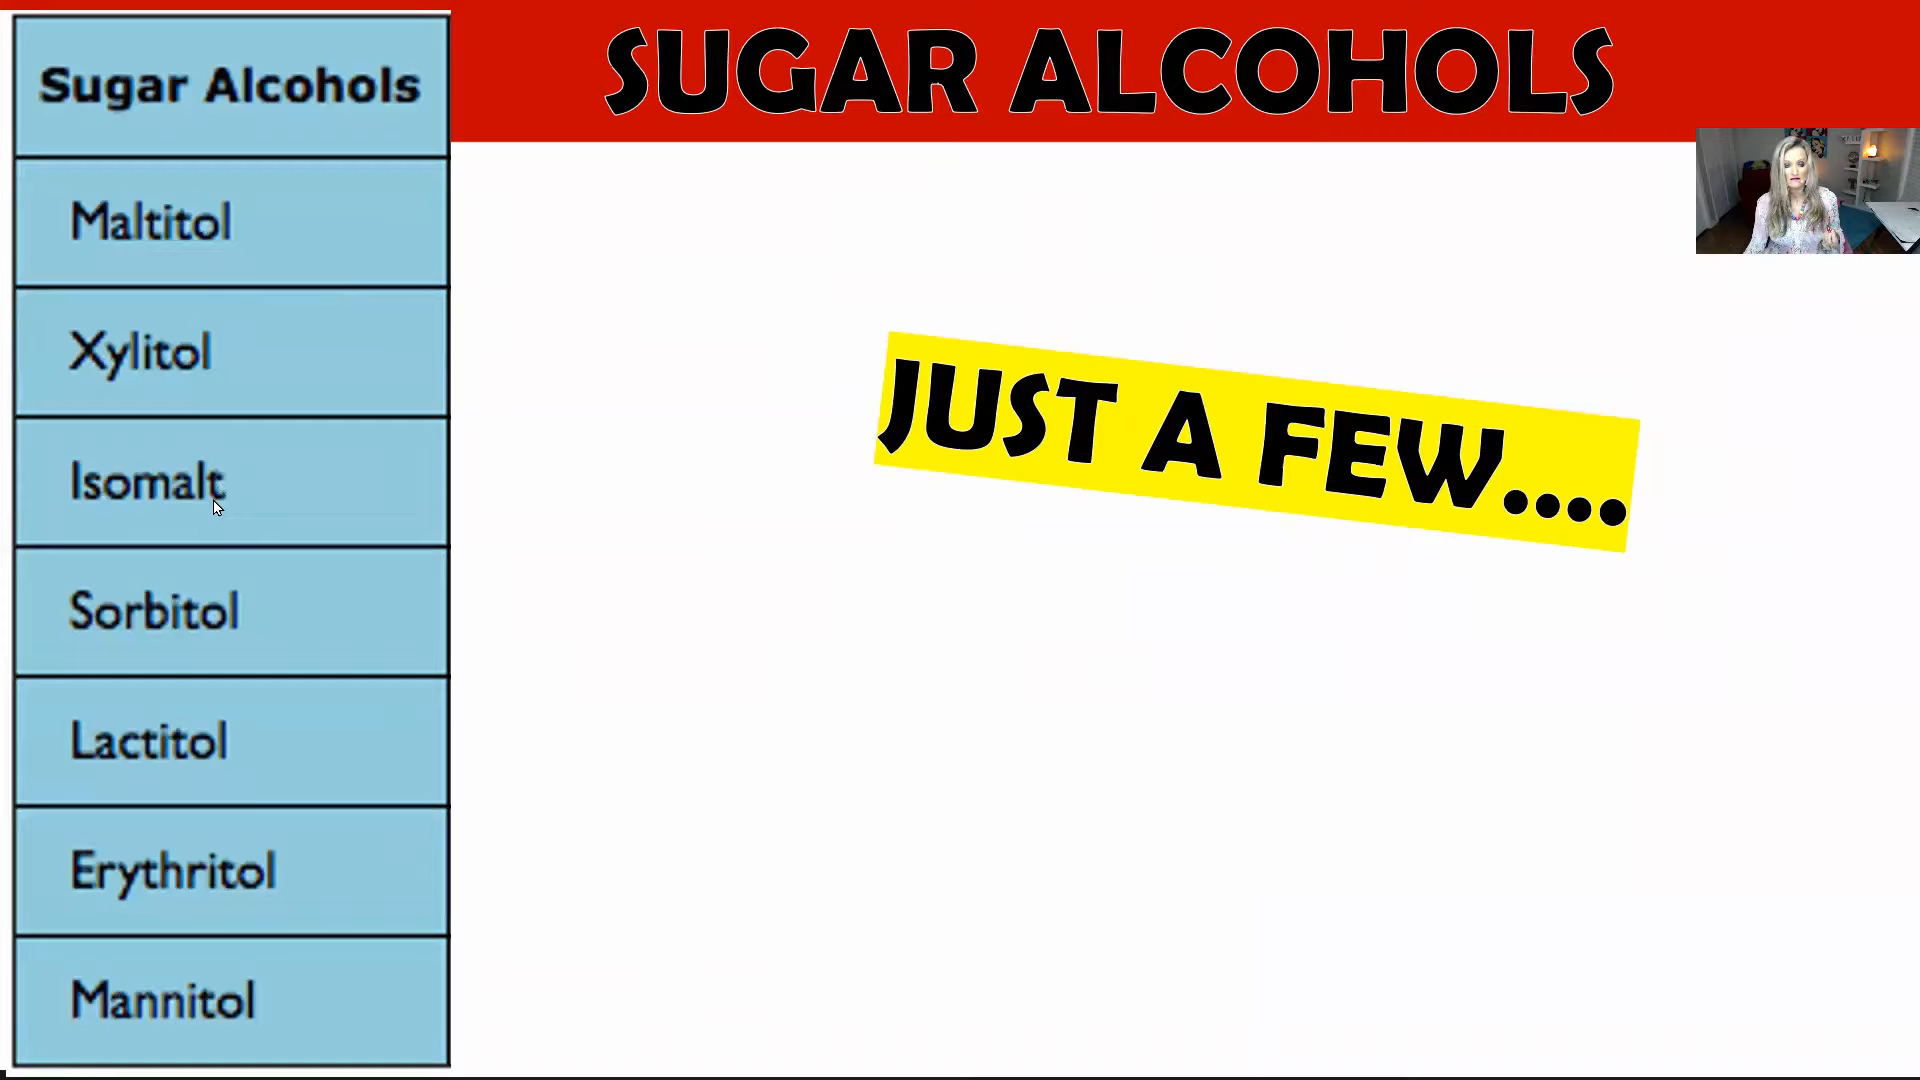 SUGAR ALCOHOLS
Sugar Alcohols
Maltitol
Xylitol
Isomalt
Sorbitol
Lactitol
Erythritol
Mannitol
JUST A FEW....